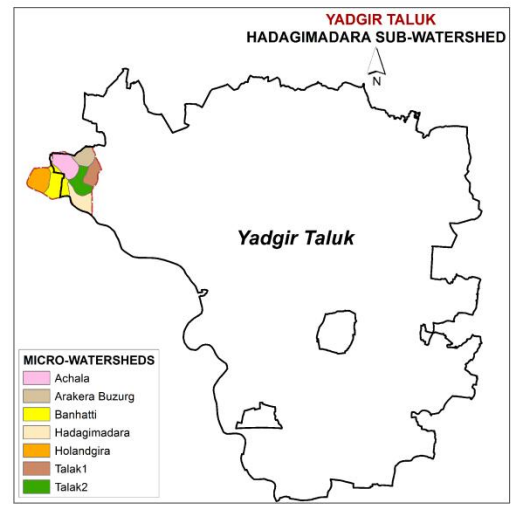 YADGIR TALUK
HADAGIMADARA SUB-WATERSHED
N
Yadgir Taluk
MICRO-WATERSHEDS
Achala
Arakera Buzurg
Banhatti
Hadagimadara
Holandgira
Talak1
Talak2